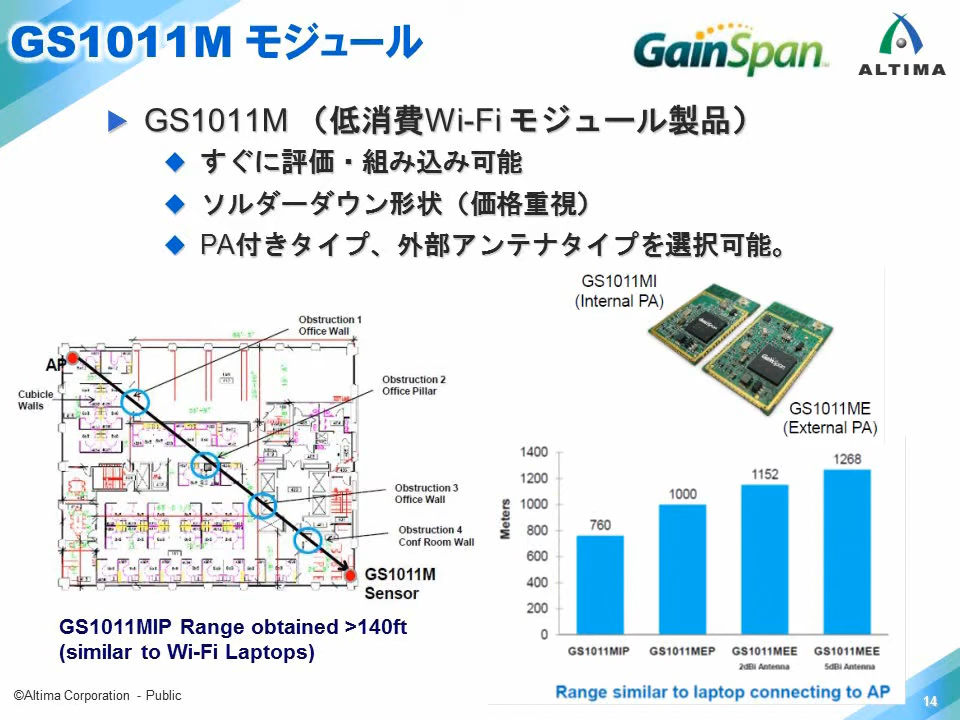 GS1011M モジュール
GainSpan
ALTIMA
GS1011M （低消費Wi-Fi モジュール製品）
すぐに評価・組み込み可能
ソルダーダウン形状（価格重視）
PA付きタイプ、外部アンテナタイプを選択可能。
GS1011MI
(Internal PA)
GainSpan
GainSpan
GS1011ME
(External PA)
Obstruction 1
Office Wall
AP
Cubicle
Walls
Obstruction 2
Office Pillar
Obstruction 3
Office Wall
Obstruction 4
Conf Room Wall
GS1011M
Sensor
GS1011MIP Range obtained >140ft
(similar to Wi-Fi Laptops)
Meters
1400
1200
1000
800
600
400
200
0
760
1000
1152
1268
GS1011MIP
GS1011MEP
GS1011MEE
2dBi Antenna
GS1011MEE
5dBi Antenna
Range similar to laptop connecting to AP
©Altima Corporation - Public
14